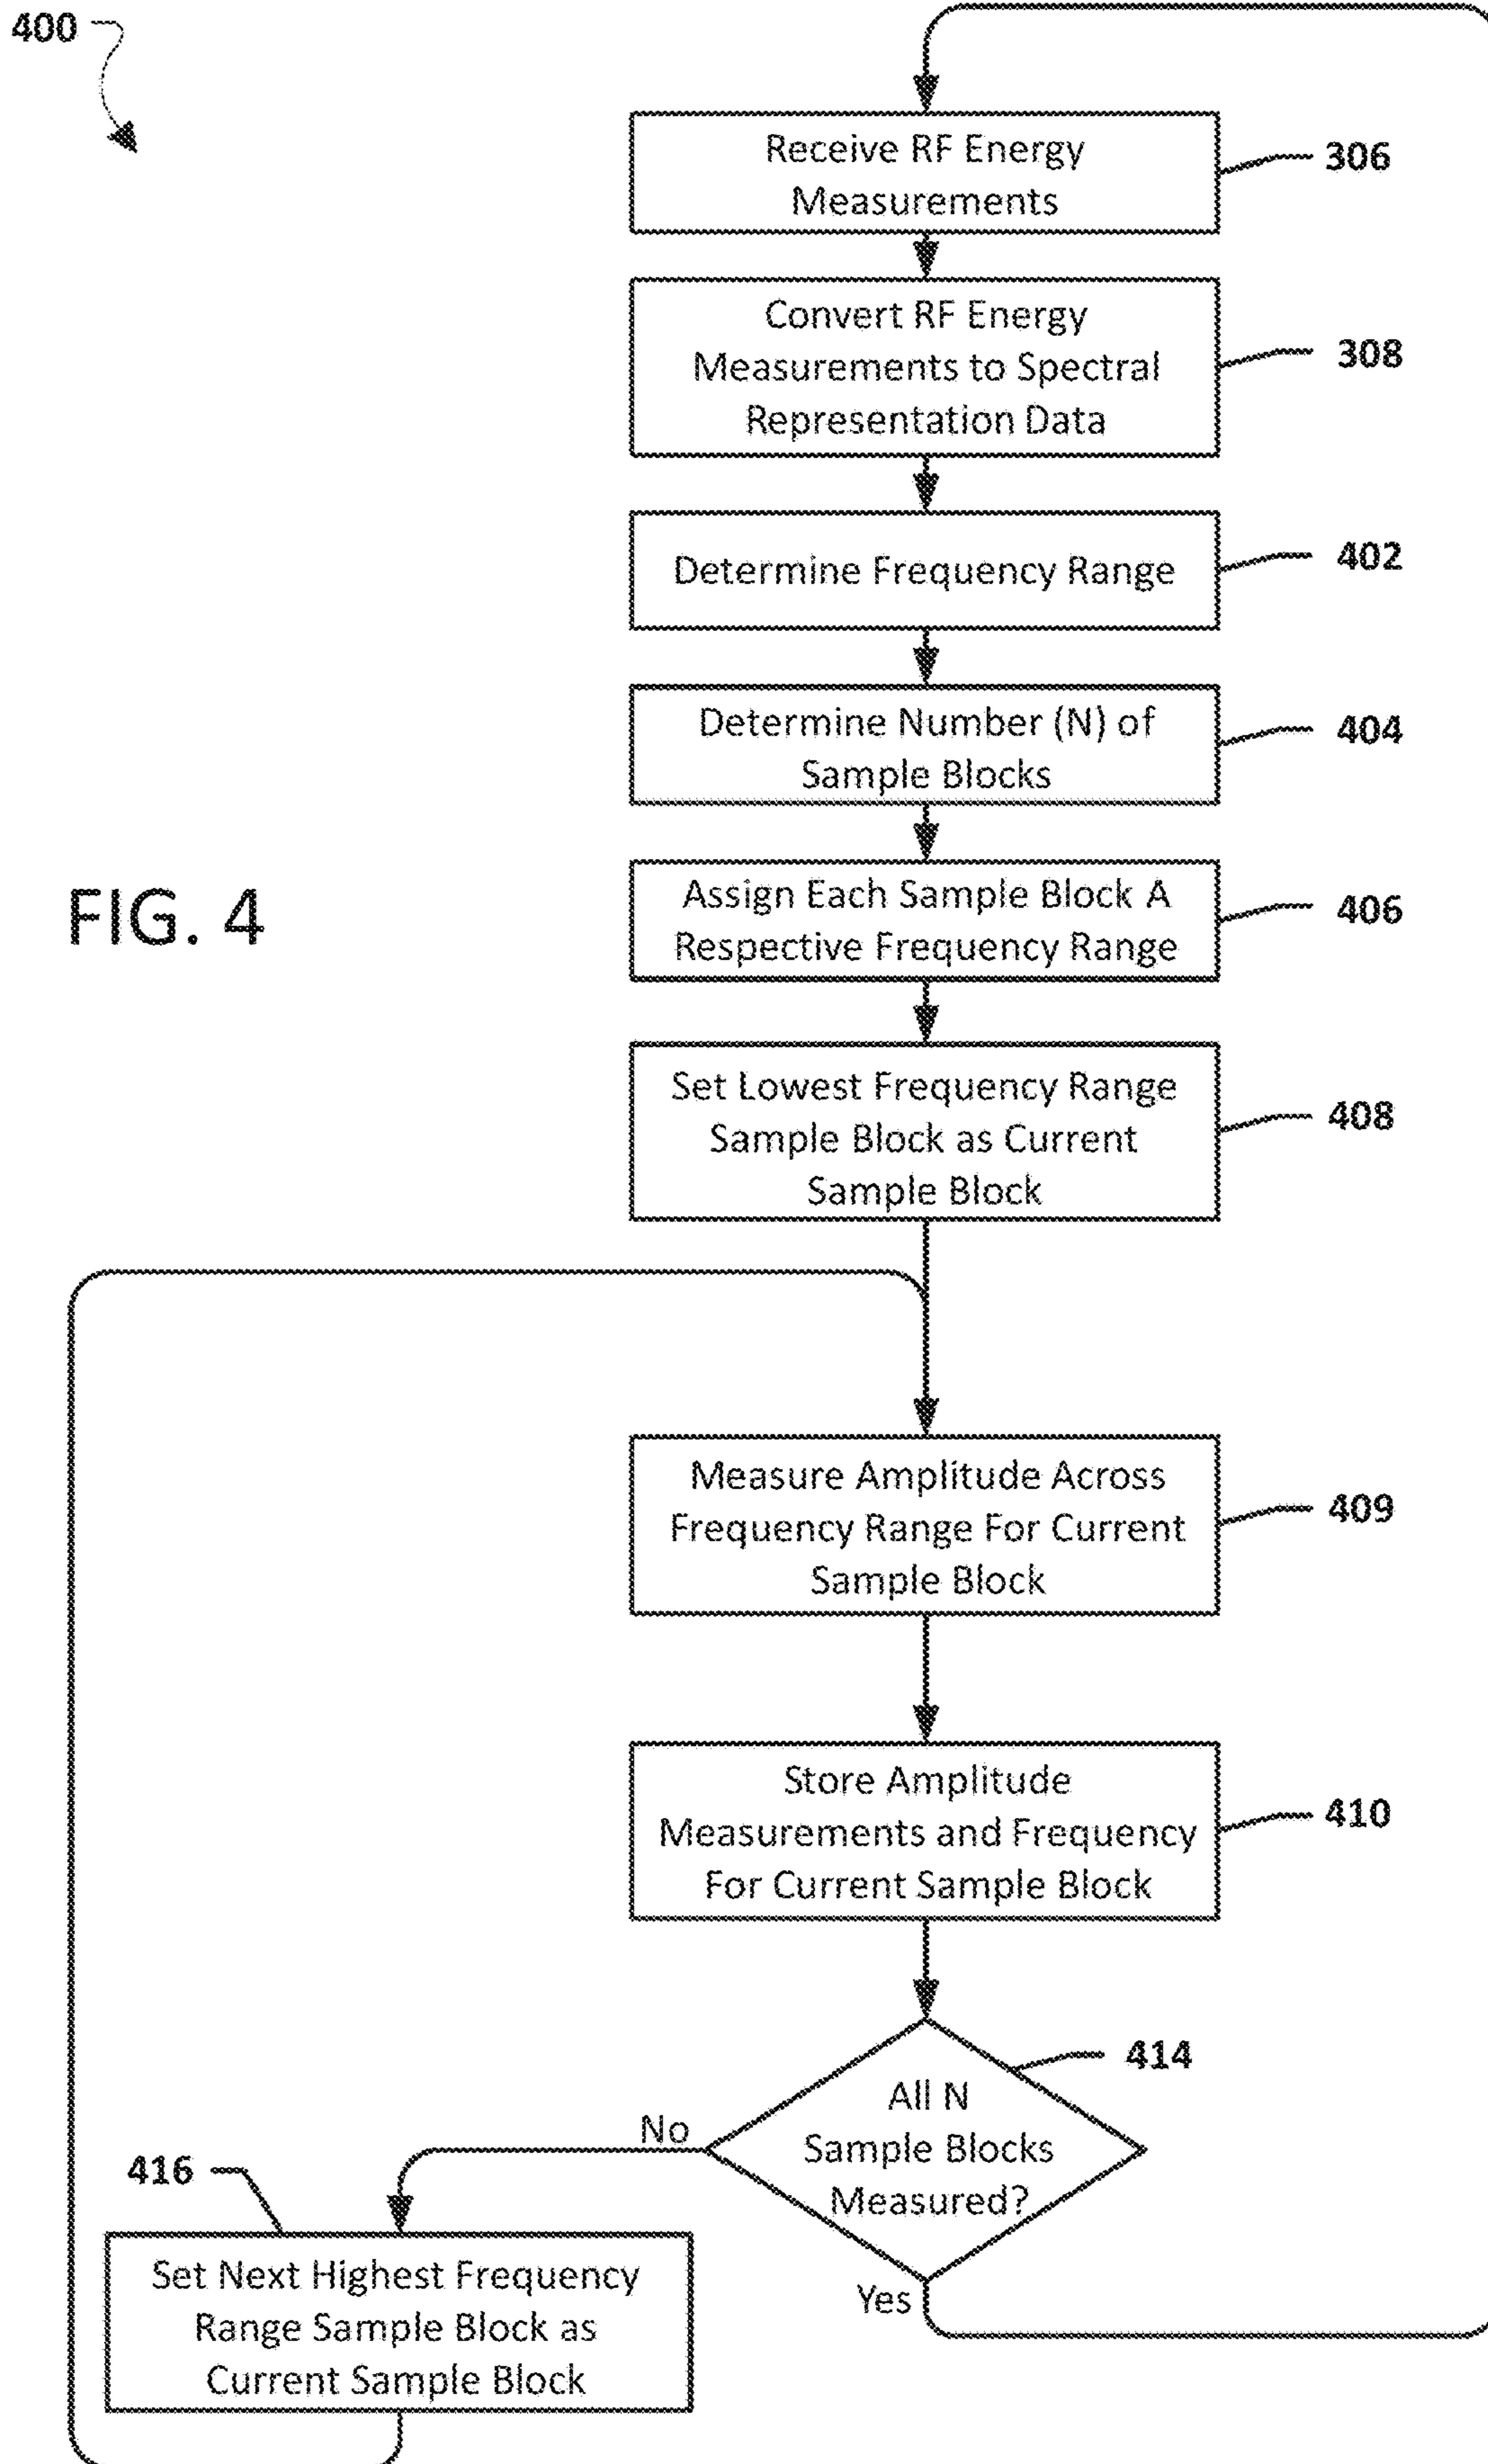 400
Receive RF Energy
Measurements
306
Convert RF Energy
Measurements to Spectral
Representation Data
308
Determine Frequency Range
402
Determine Number (N) of
Sample Blocks
404
FIG. 4
Assign Each Sample Block A
Respective Frequency Range
406
Set Lowest Frequency Range
Sample Block as Current
Sample Block
408
Measure Amplitude Across
Frequency Range For Current
Sample Block
409
Store Amplitude
Measurements and Frequency
For Current Sample Block
410
414
All N
Sample Blocks
Measured?
No
Yes
416
Set Next Highest Frequency
Range Sample Block as
Current Sample Block